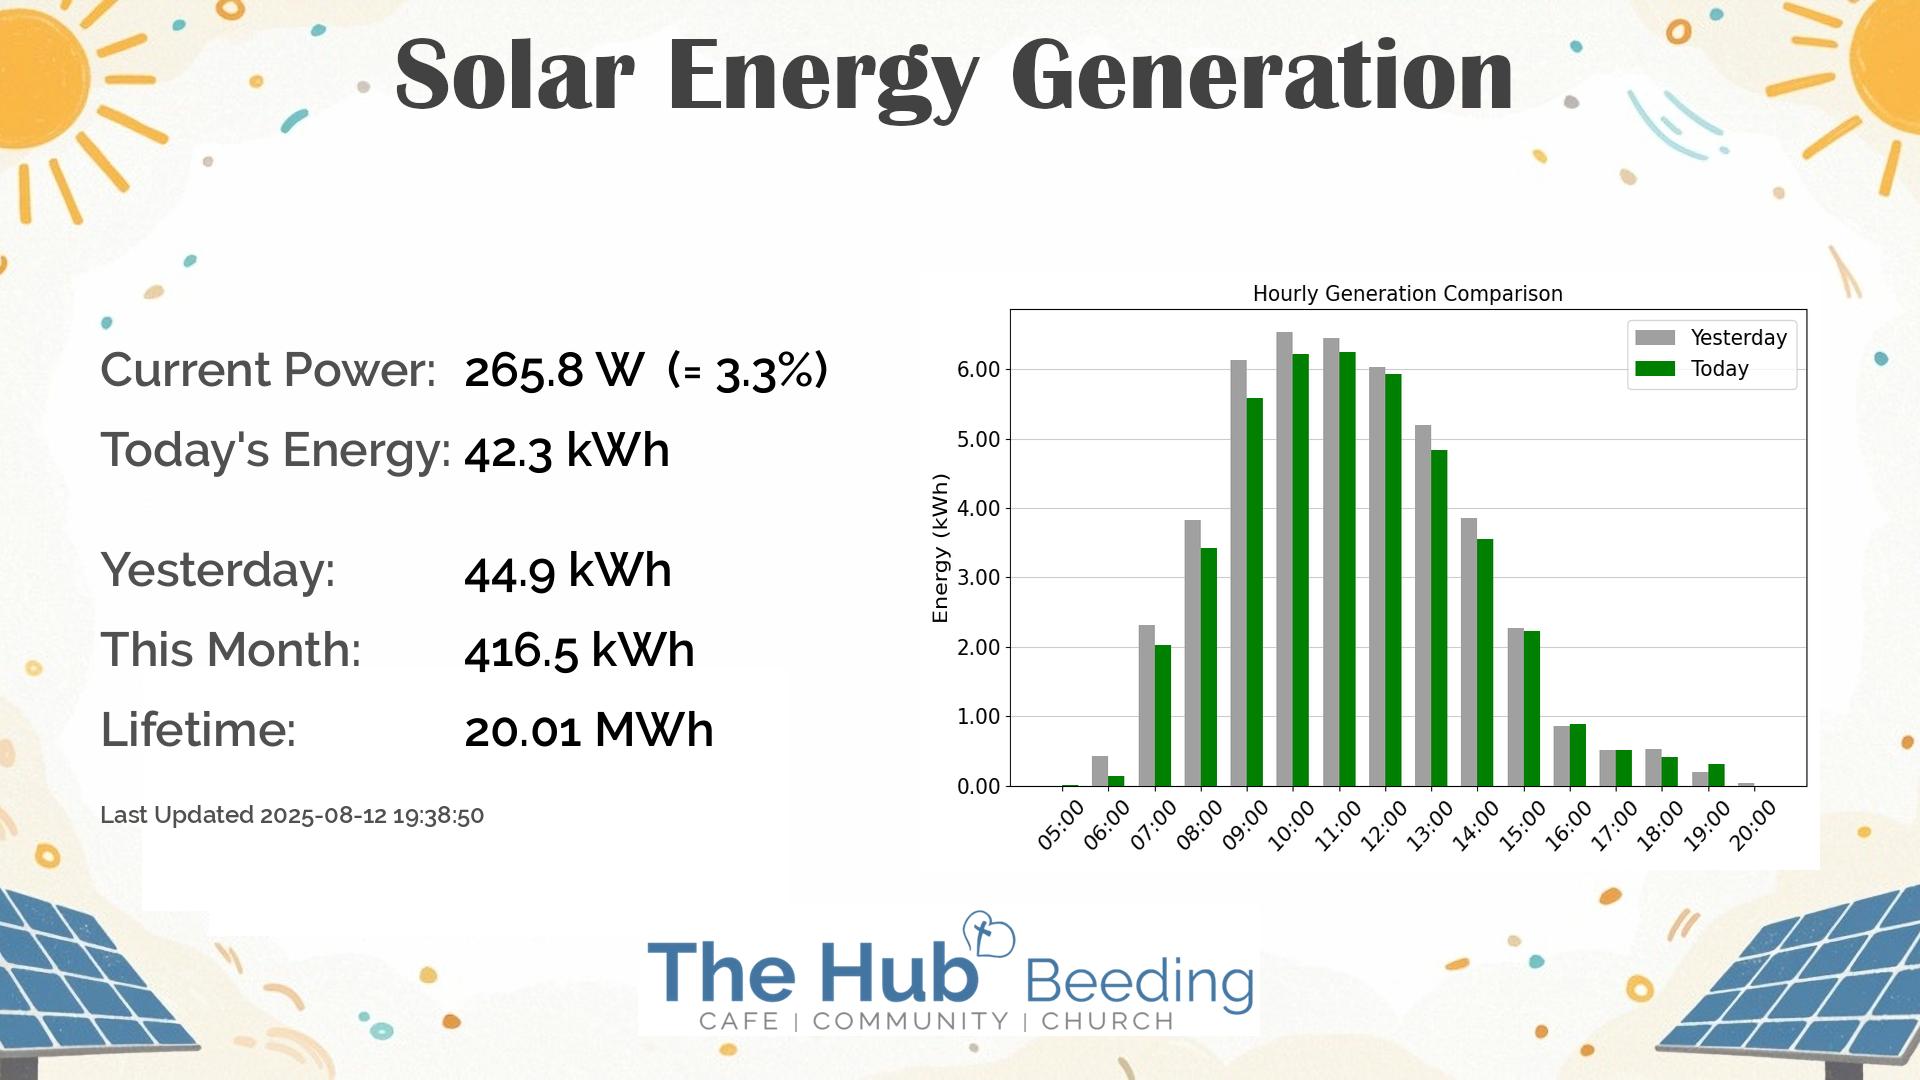 Solar Energy Generation
Current Power: 265.8 W (= 3.3%)
Today's Energy: 42.3 kWh
Yesterday: 44.9 kWh
This Month: 416.5 kWh
Lifetime: 20.01 MWh
Last Updated 2025-08-12 19:38:50
Hourly Generation Comparison
Yesterday
Today
Energy (kWh)
6.00
5.00
4.00
3.00
2.00
1.00
0.00
05:00 06:00 07:00 08:00 09:00 10:00 11:00 12:00 13:00 14:00 15:00 16:00 17:00 18:00 19:00 20:00
The Hub Beeding
CAFE | COMMUNITY | CHURCH